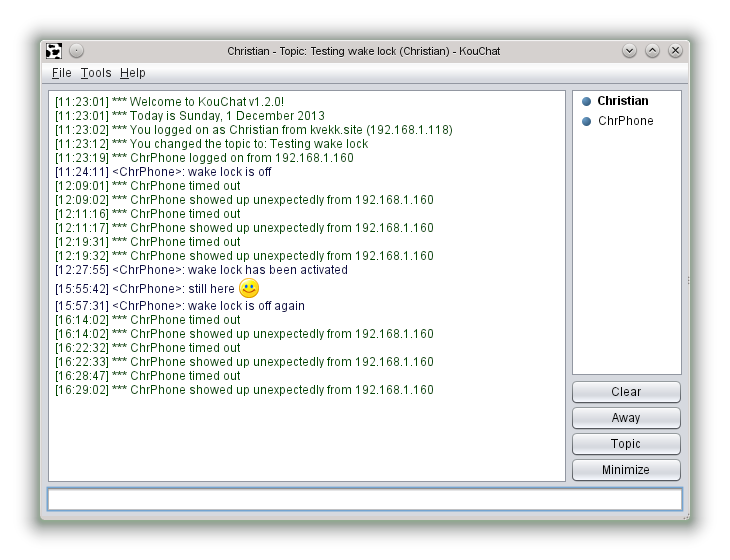 Christian - Topic: Testing wake lock (Christian) - KouChat
File Tools Help
[11:23:01] *** Welcome to KouChat v1.2.0!
[11:23:01] *** Today is Sunday, 1 December 2013
[11:23:02] *** You logged on as Christian from kvekk.site (192.168.1.118)
[11:23:12] *** You changed the topic to: Testing wake lock
[11:23:19] *** ChrPhone logged on from 192.168.1.160
[11:24:11] <ChrPhone>: wake lock is off
[12:09:01] *** ChrPhone timed out
[12:09:02] *** ChrPhone showed up unexpectedly from 192.168.1.160
[12:11:16] *** ChrPhone timed out
[12:11:17] *** ChrPhone showed up unexpectedly from 192.168.1.160
[12:19:31] *** ChrPhone timed out
[12:19:32] *** ChrPhone showed up unexpectedly from 192.168.1.160
[12:27:55] <ChrPhone>: wake lock has been activated
[15:55:42] <ChrPhone>: still here
[15:57:31] <ChrPhone>: wake lock is off again
[16:14:02] *** ChrPhone timed out
[16:14:02] *** ChrPhone showed up unexpectedly from 192.168.1.160
[16:22:32] *** ChrPhone timed out
[16:22:33] *** ChrPhone showed up unexpectedly from 192.168.1.160
[16:28:47] *** ChrPhone timed out
[16:29:02] *** ChrPhone showed up unexpectedly from 192.168.1.160
Christian
ChrPhone
Clear
Away
Topic
Minimize